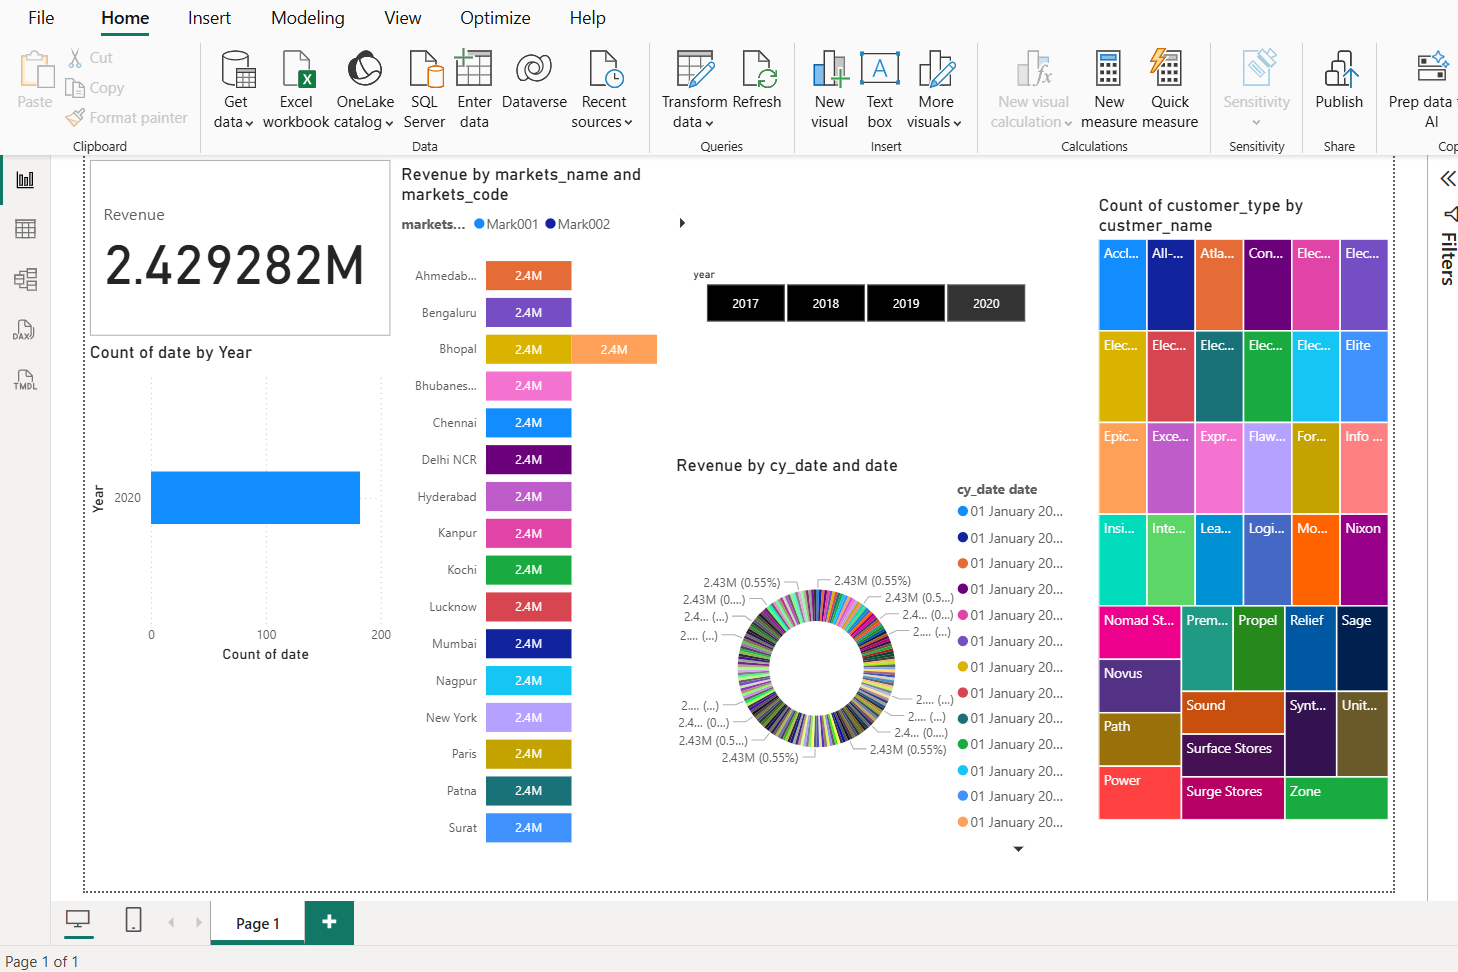 File Home Insert Modeling View Optimize Help
Paste
Cut
Copy
Format painter
Clipboard
Get data
Excel workbook
OneLake catalog
SQL Server
Enter data
Dataverse
Recent sources
Data
Transform data
Refresh
Queries
New visual
Text box
More visuals
Insert
New visual calculation
New measure
Quick measure
Calculations
Sensitivity
Sensitivity
Publish
Share
Prep data
AI
Cop
DAX
TMDL
Revenue
2.429282M
Count of date by Year
Year
2020
0 100 200
Count of date
Revenue by markets_name and
markets_code
markets... Mark001 Mark002
Ahmedab... 2.4M
Bengaluru 2.4M
Bhopal 2.4M 2.4M
Bhubanes... 2.4M
Chennai 2.4M
Delhi NCR 2.4M
Hyderabad 2.4M
Kanpur 2.4M
Kochi 2.4M
Lucknow 2.4M
Mumbai 2.4M
Nagpur 2.4M
New York 2.4M
Paris 2.4M
Patna 2.4M
Surat 2.4M
year
2017 2018 2019 2020
Revenue by cy_date and date
2.43M (0.55%) 2.43M (0.55%)
2.43M (0....) 2.43M (0.5...)
2.4... (...) 2.4... (0...)
2.... (...) 2.... (...)
2.... (...) 2.... (...)
2.4... (0...) 2.... (...)
2.43M (0.5...) 2.4... (0....)
2.43M (0.55%) 2.43M (0.55%)
cy_date date
01 January 20...
01 January 20...
01 January 20...
01 January 20...
01 January 20...
01 January 20...
01 January 20...
01 January 20...
01 January 20...
01 January 20...
01 January 20...
01 January 20...
01 January 20...
Count of customer_type by
custmer_name
Accl... All-... Atla... Con... Elec... Elec...
Elec... Elec... Elec... Elec... Elec... Elite
Epic... Exce... Expr... Flaw... For... Info ...
Insi... Inte... Lea... Logi... Mo... Nixon
Nomad St... Prem... Propel Relief Sage
Novus
Sound Synt... Unit...
Path
Surface Stores
Power Surge Stores Zone
Filters
Page 1
Page 1 of 1